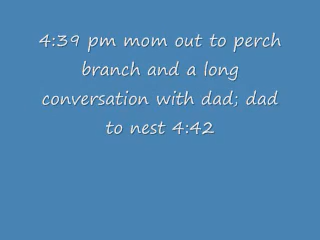 4:39 pm mom out to perch
branch and a long
conversation with dad; dad
to nest 4:42